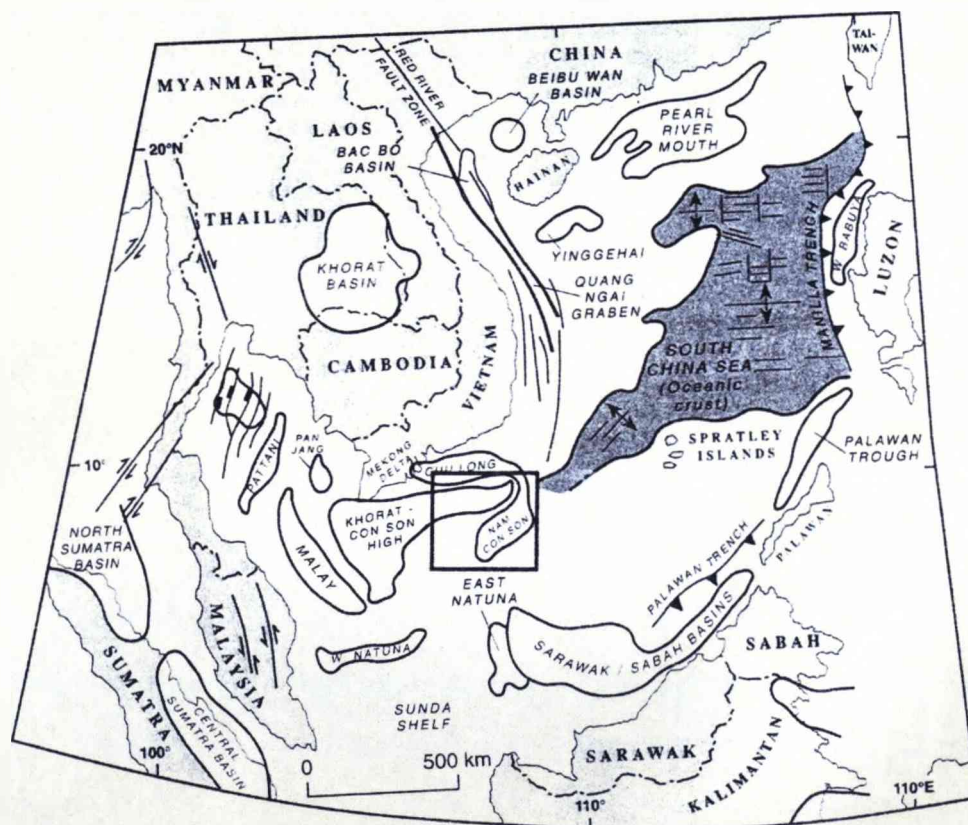 CHINA
TAI-
WAN
BEIBU WAN
BASIN
RED RIVER
FAULT ZONE
MYANMAR
LAOS
PEARL
RIVER
MOUTH
20°N
BAC BO
BASIN
HAINAN
THAILAND
KHORAT
BASIN
YINGGEHAI
QUANG
NGAI
GRABEN
MANILLA TRENCH
LUZON
CAMBODIA
VIETNAM
SOUTH
CHINA SEA
(Oceanic
crust)
PAN
JANG
MEKONG
DELTA
PATTANI
CUU LONG
SPRATLEY
ISLANDS
PALAWAN
TROUGH
10°
NORTH
SUMATRA
BASIN
KHORAT -
CON SON
HIGH
NAM
CON SON
MALAY
PALAWAN
PALAWAN TRENCH
EAST
NATUNA
MALAYSIA
W NATUNA
SARAWAK / SABAH BASINS
SABAH
SUMATRA
CENTRAL
SUMATRA BASIN
SUNDA
SHELF
SARAWAK
KALIMANTAN
100°
0
500 km
110°
110°E